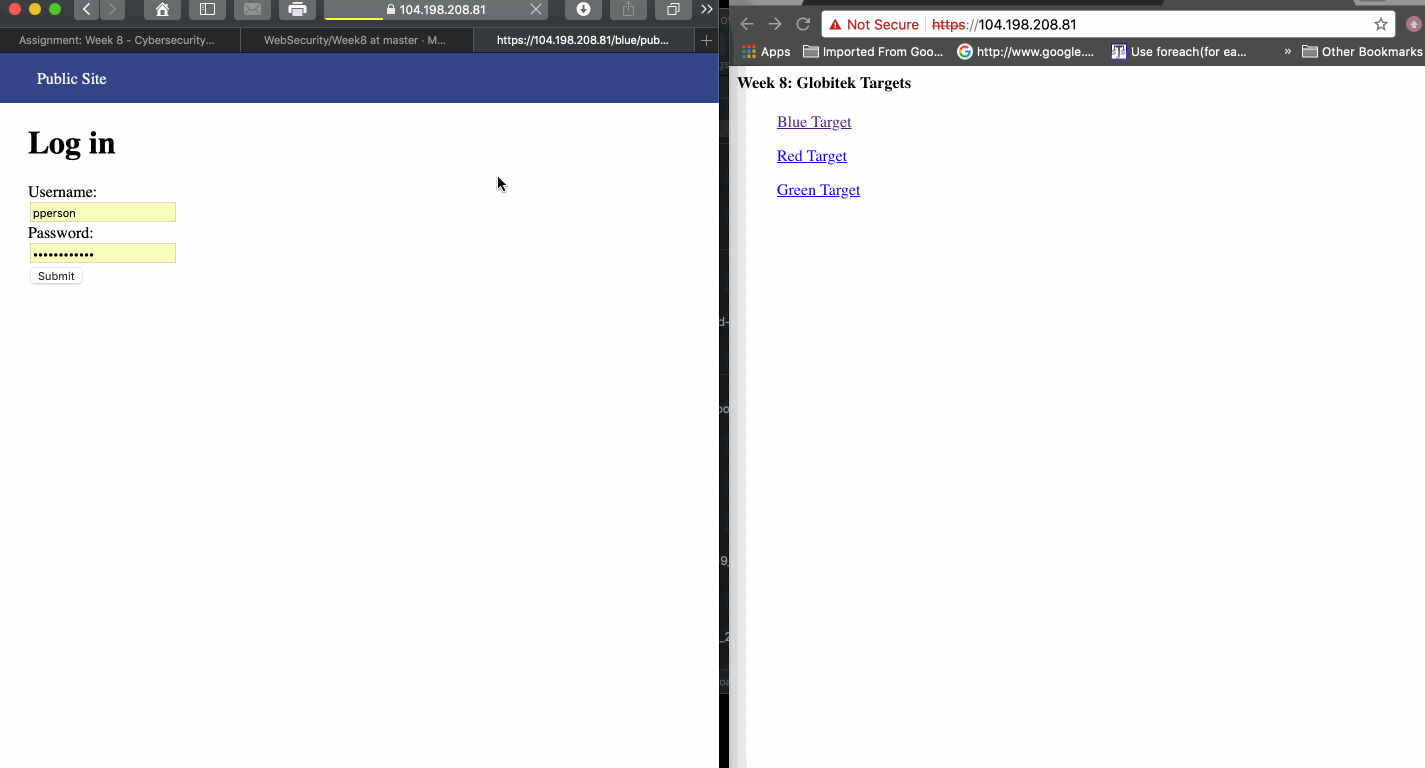 104.198.208.81
Assignment: Week 8 - Cybersecurity...
WebSecurity/Week8 at master · M...
https://104.198.208.81/blue/pub...
Public Site
Log in
Username:
pperson
Password:
••••••••••••
Submit
Not Secure
https://104.198.208.81
Apps
Imported From Goo...
http://www.google....
Use foreach(for ea...
»
Other Bookmarks
Week 8: Globitek Targets
Blue Target
Red Target
Green Target